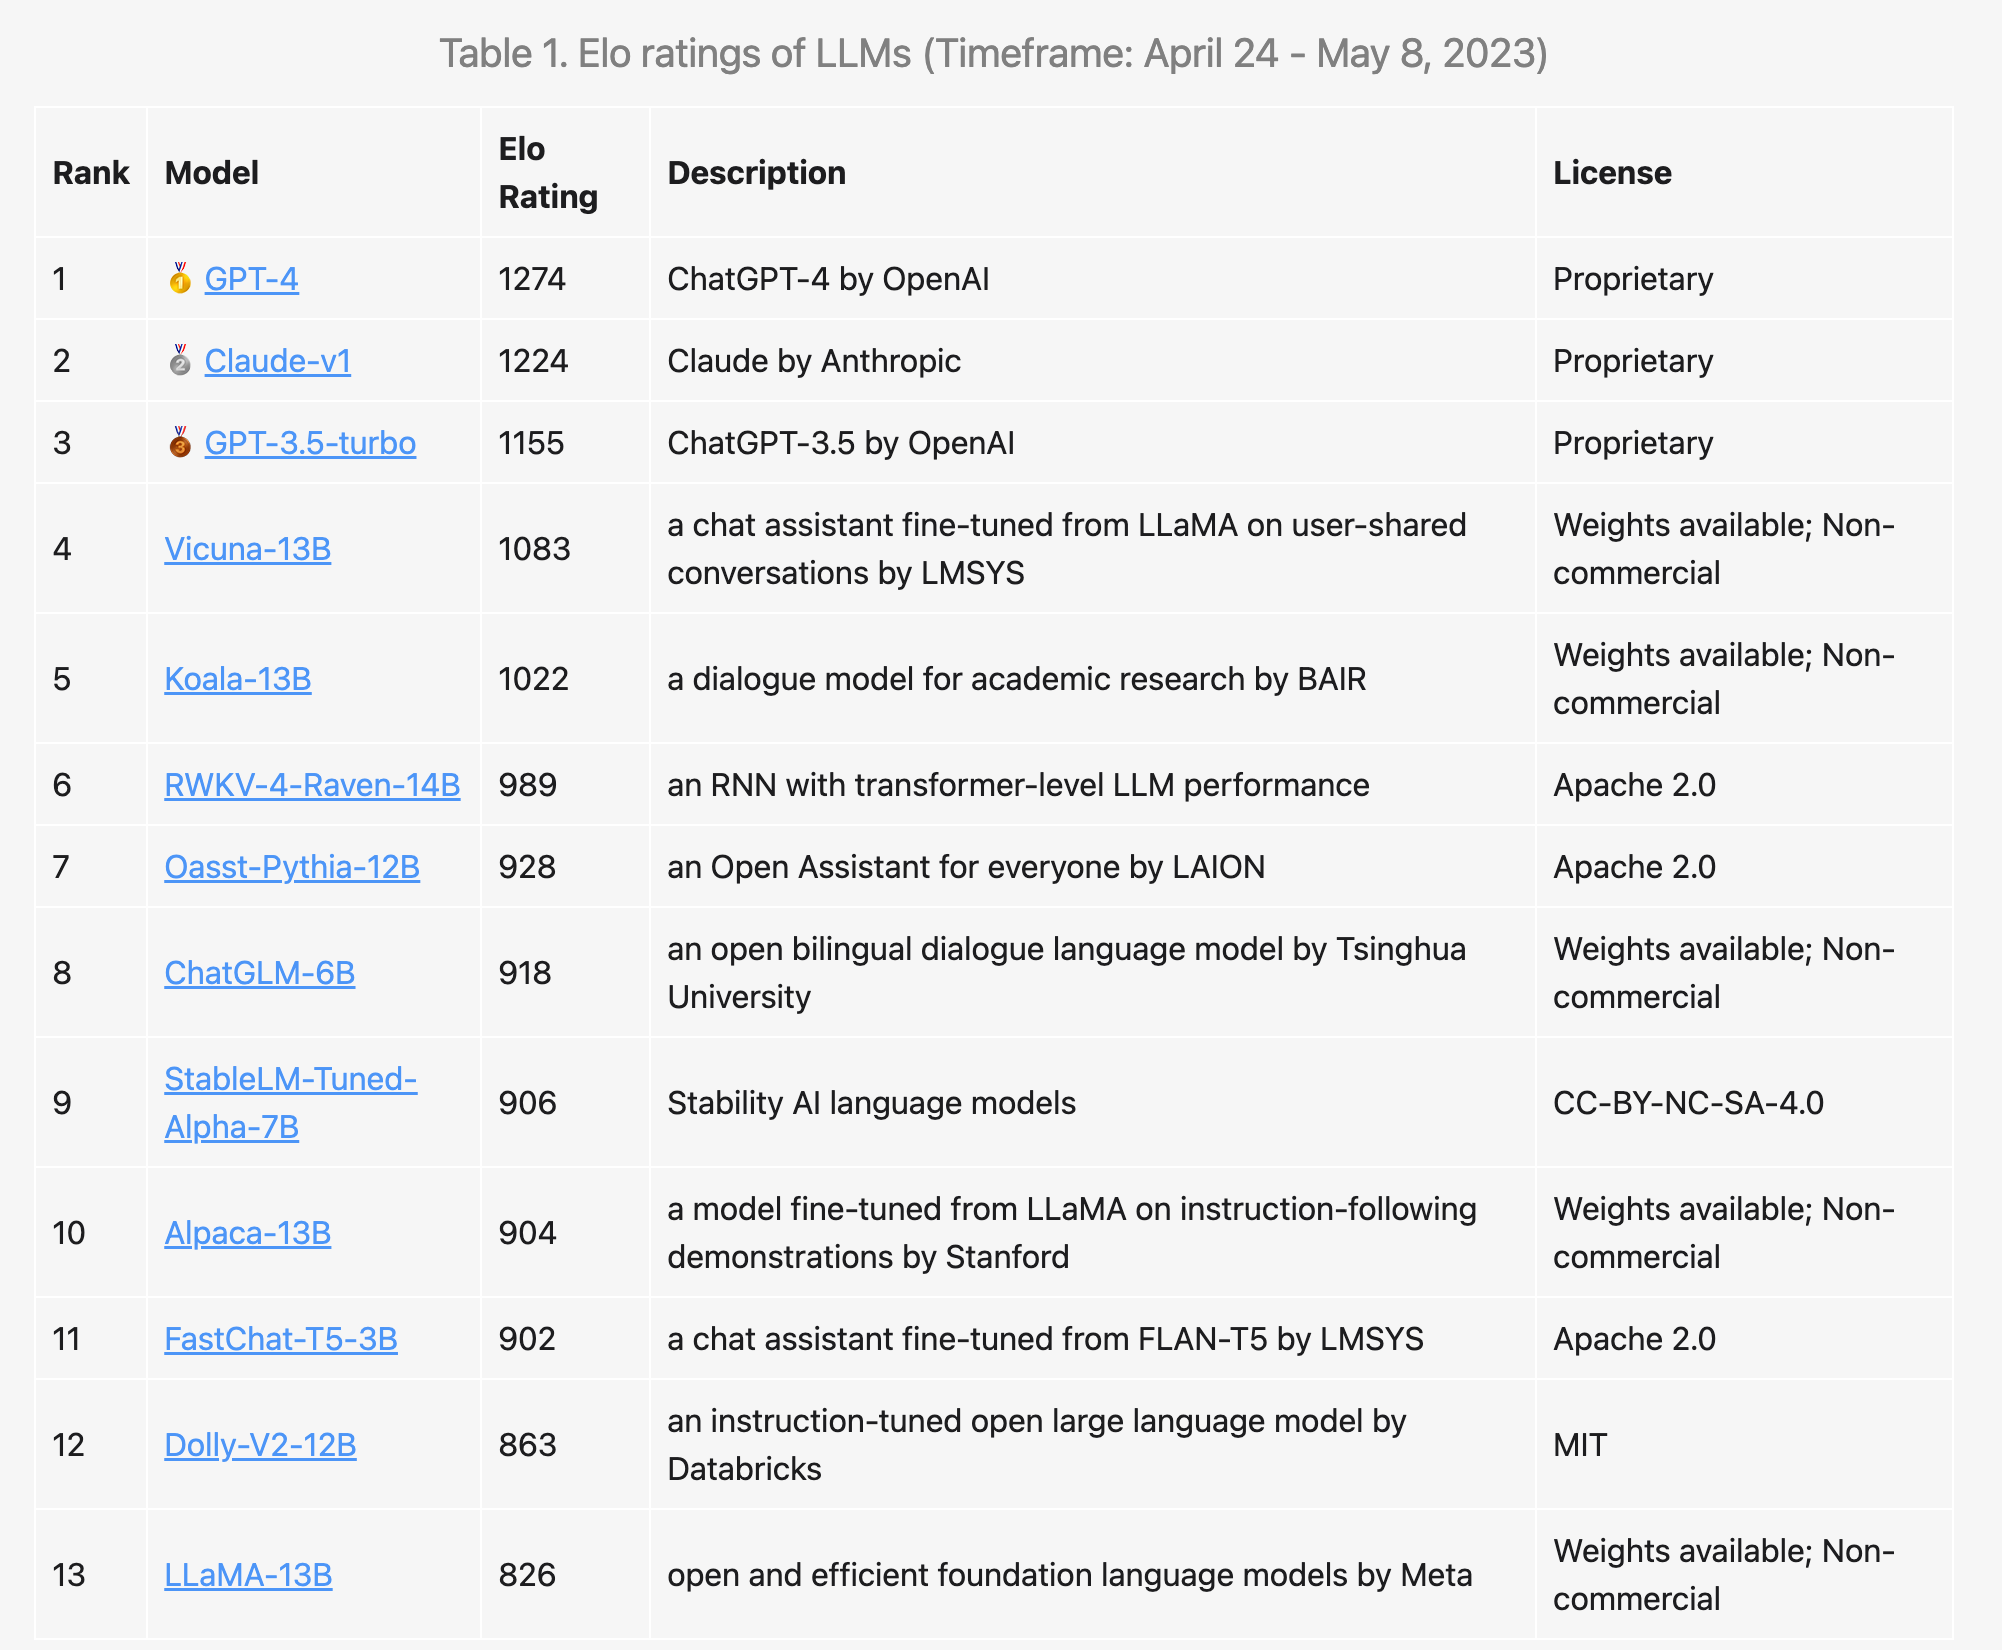 Table 1. Elo ratings of LLMs (Timeframe: April 24 - May 8, 2023)
Rank Model Elo Rating Description License
1 GPT-4 1274 ChatGPT-4 by OpenAI Proprietary
2 Claude-v1 1224 Claude by Anthropic Proprietary
3 GPT-3.5-turbo 1155 ChatGPT-3.5 by OpenAI Proprietary
4 Vicuna-13B 1083 a chat assistant fine-tuned from LLaMA on user-shared conversations by LMSYS Weights available; Non-commercial
5 Koala-13B 1022 a dialogue model for academic research by BAIR Weights available; Non-commercial
6 RWKV-4-Raven-14B 989 an RNN with transformer-level LLM performance Apache 2.0
7 Oasst-Pythia-12B 928 an Open Assistant for everyone by LAION Apache 2.0
8 ChatGLM-6B 918 an open bilingual dialogue language model by Tsinghua University Weights available; Non-commercial
9 StableLM-Tuned-Alpha-7B 906 Stability AI language models CC-BY-NC-SA-4.0
10 Alpaca-13B 904 a model fine-tuned from LLaMA on instruction-following demonstrations by Stanford Weights available; Non-commercial
11 FastChat-T5-3B 902 a chat assistant fine-tuned from FLAN-T5 by LMSYS Apache 2.0
12 Dolly-V2-12B 863 an instruction-tuned open large language model by Databricks MIT
13 LLaMA-13B 826 open and efficient foundation language models by Meta Weights available; Non-commercial